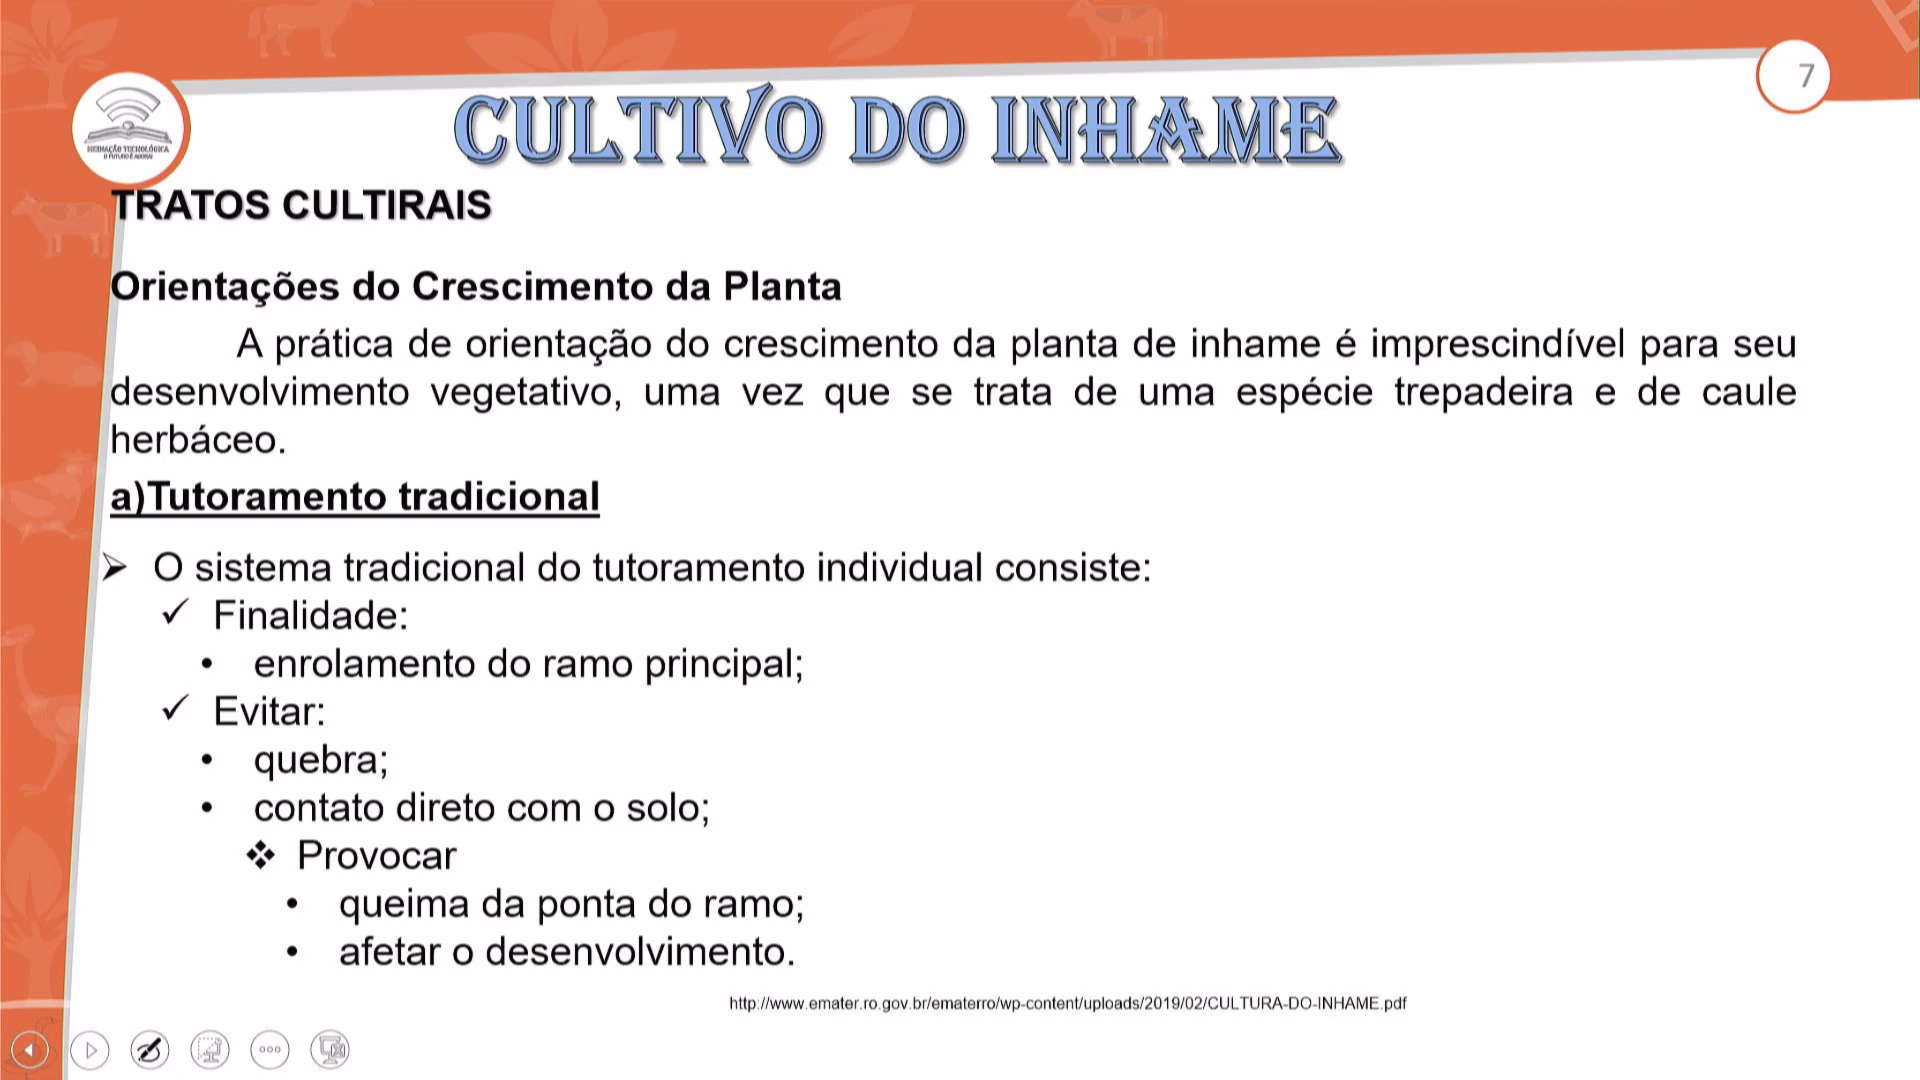 7
CULTIVO DO INHAME
MEDIAÇÃO TECNOLÓGICA
O FUTURO É AGORA!
TRATOS CULTIRAIS
Orientações do Crescimento da Planta
A prática de orientação do crescimento da planta de inhame é imprescindível para seu
desenvolvimento vegetativo, uma vez que se trata de uma espécie trepadeira e de caule
herbáceo.
a)Tutoramento tradicional
➢ O sistema tradicional do tutoramento individual consiste:
✓ Finalidade:
• enrolamento do ramo principal;
✓ Evitar:
• quebra;
• contato direto com o solo;
❖ Provocar
• queima da ponta do ramo;
• afetar o desenvolvimento.
http://www.emater.ro.gov.br/ematerro/wp-content/uploads/2019/02/CULTURA-DO-INHAME.pdf